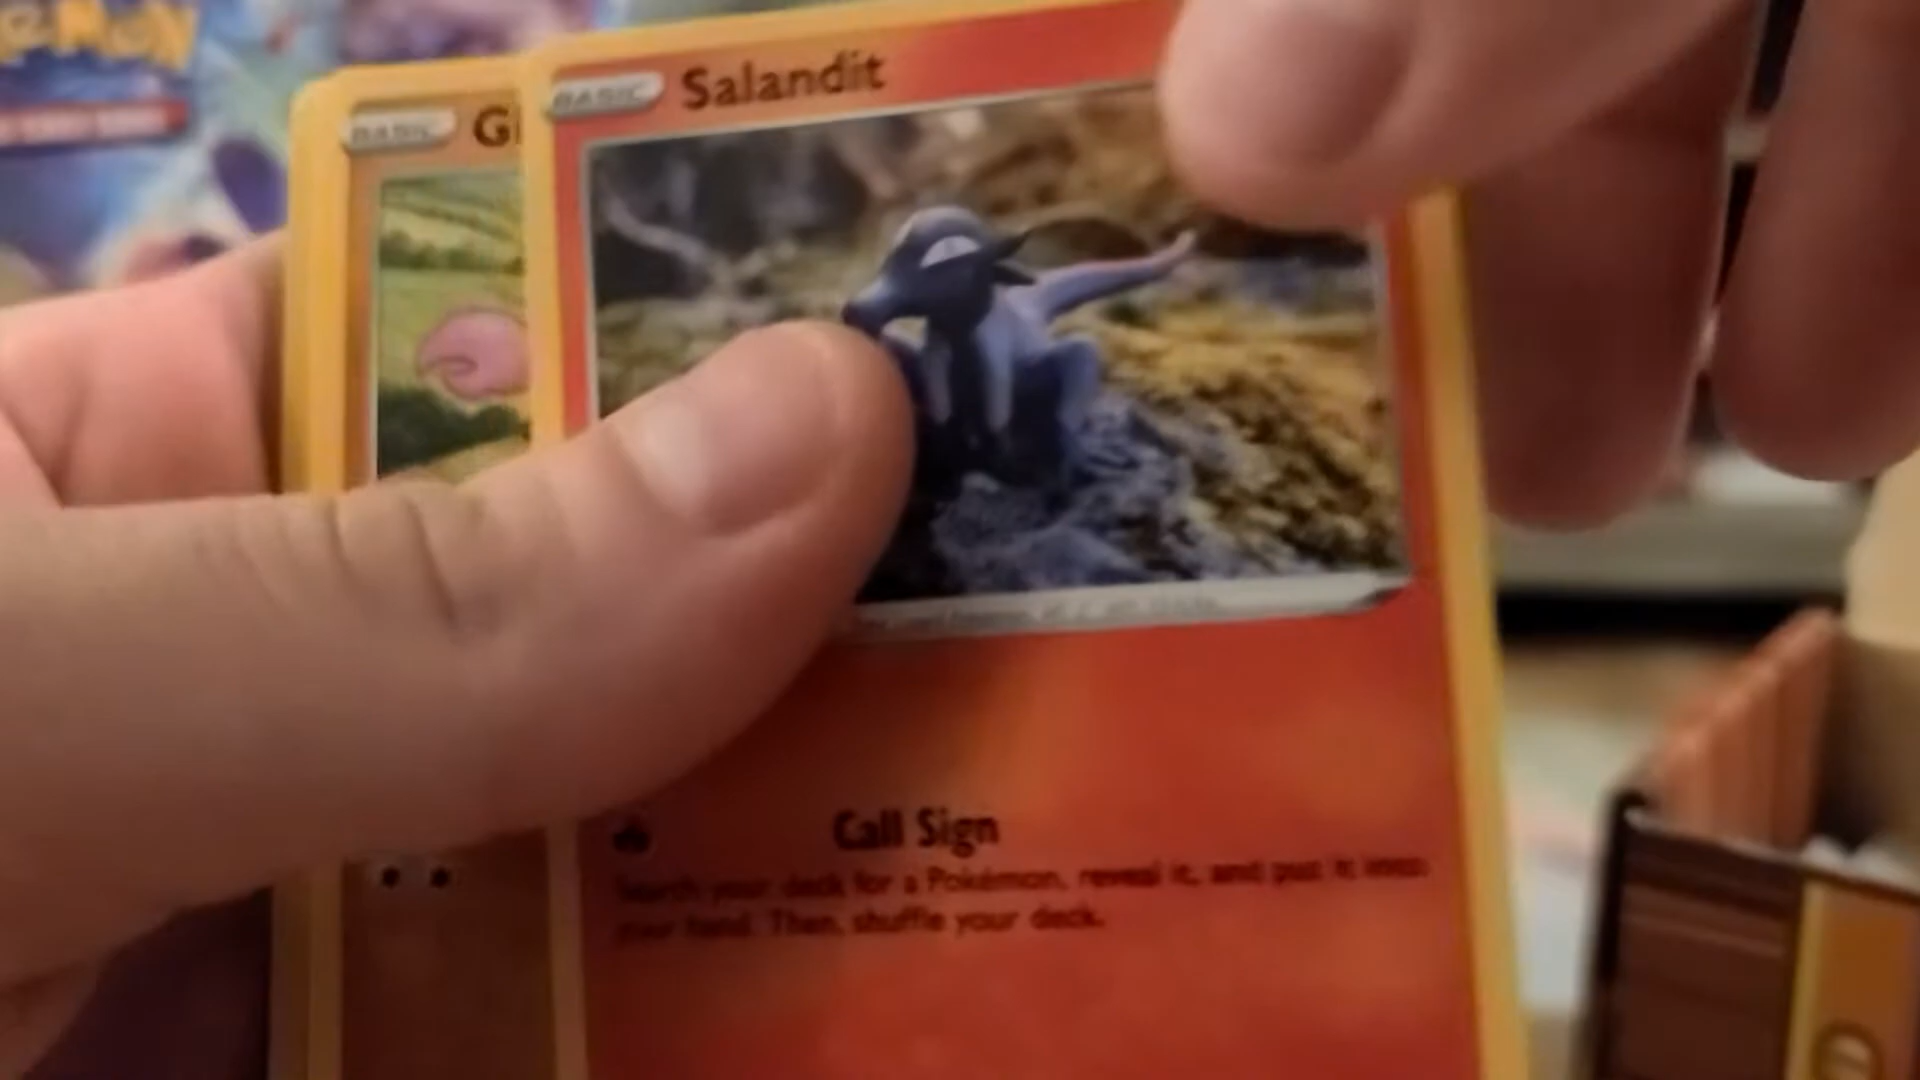 BASIC Salandit
BASIC Gi
Call Sign
Search your deck for a Pokémon, reveal it, and put it into
your hand. Then, shuffle your deck.